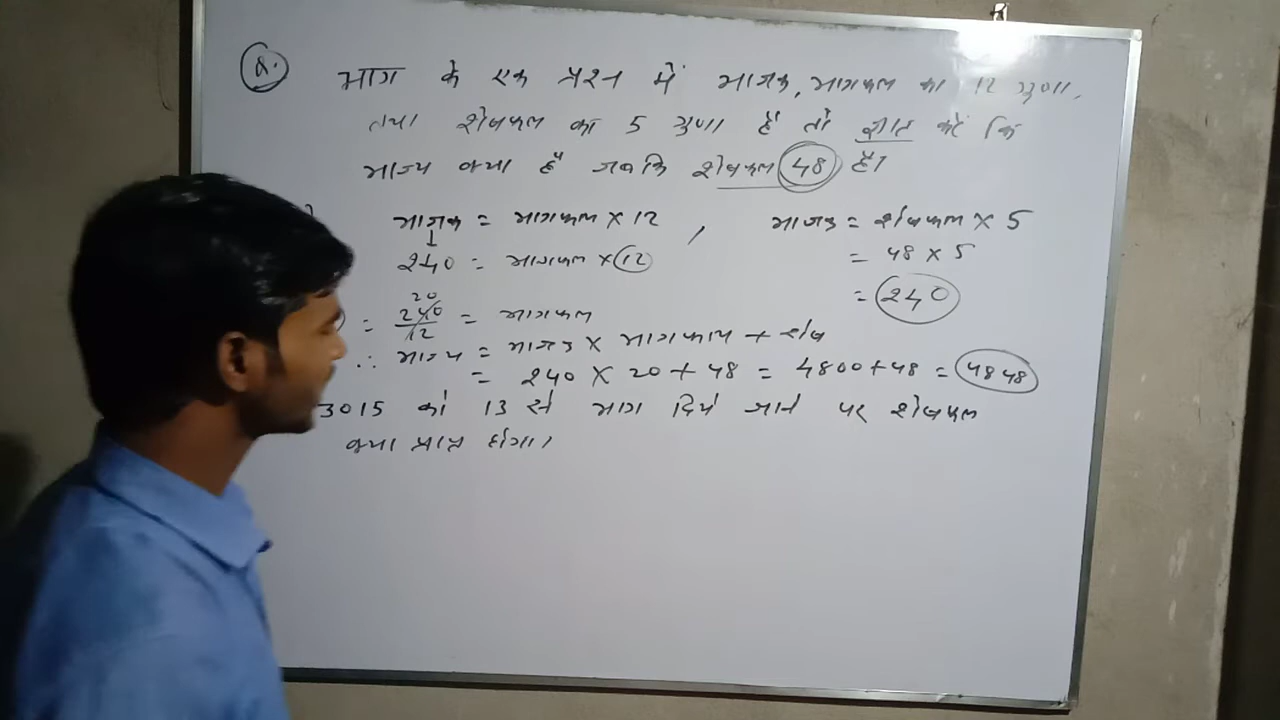 Q.
भाग के एक प्रश्न में भाजक, भागफल का 12 गुणा,
तथा शेषफल का 5 गुणा है तो ज्ञात करें कि
भाज्य क्या है जबकि शेषफल 48 है।
भाजक = भागफल × 12 , भाजक = शेषफल × 5
240 = भागफल × 12 = 48 × 5
= 240
20
= 240/12 = भागफल
∴ भाज्य = भाजक × भागफल + शेष
= 240 × 20 + 48 = 4800 + 48 = 4848
3015 को 13 से भाग दिये जाने पर शेषफल
क्या प्राप्त होगा।